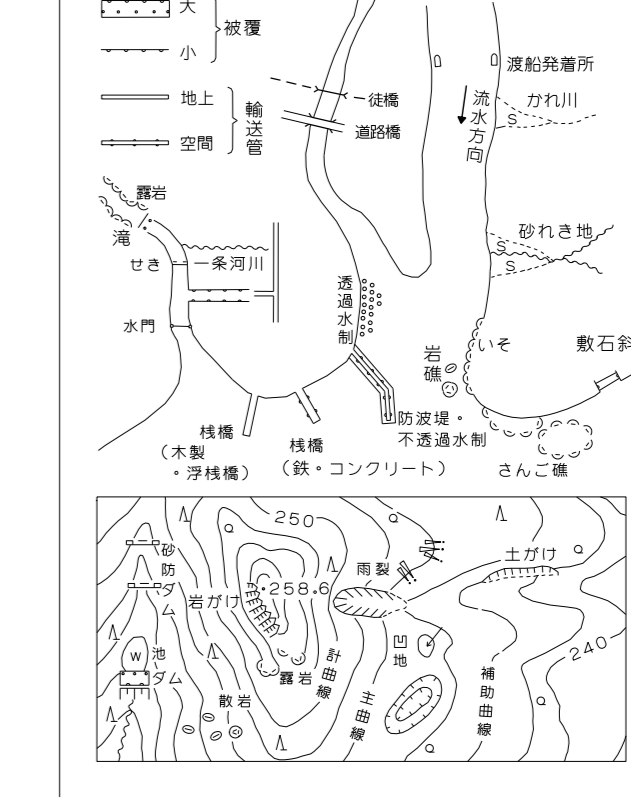 大
小
被覆
地上
空間
輸送管
徒橋
道路橋
渡船発着所
流水方向
かれ川
S
砂れき地
S
S
露岩
滝
せき
一条河川
水門
透過水制
岩礁
いそ
敷石斜
防波堤・
不透過水制
桟橋
（木製
・浮桟橋）
桟橋
（鉄・コンクリート）
さんご礁
250
砂防ダム
雨裂
土がけ
岩がけ
・258.6
凹地
240
W
池
ダム
露岩
計曲線
主曲線
補助曲線
散岩